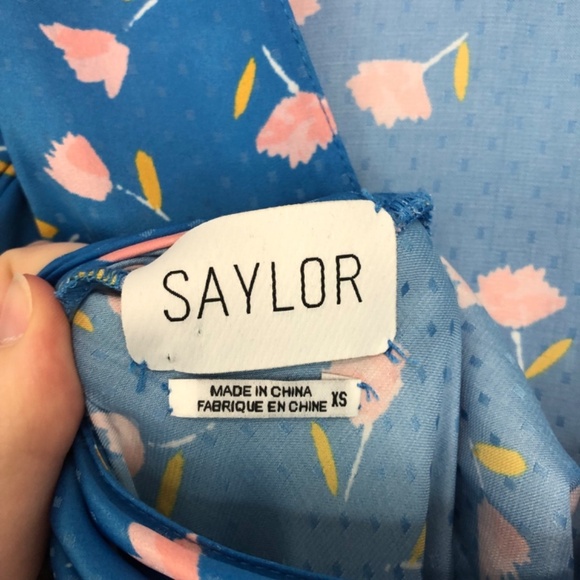 SAYLOR
MADE IN CHINA
FABRIQUE EN CHINE XS